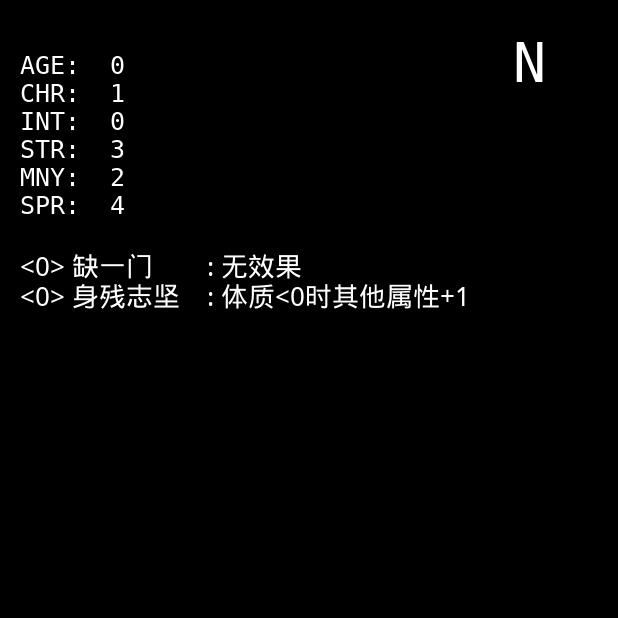 N
AGE: 0
CHR: 1
INT: 0
STR: 3
MNY: 2
SPR: 4
<0> 缺一门 : 无效果
<0> 身残志坚 : 体质<0时其他属性+1